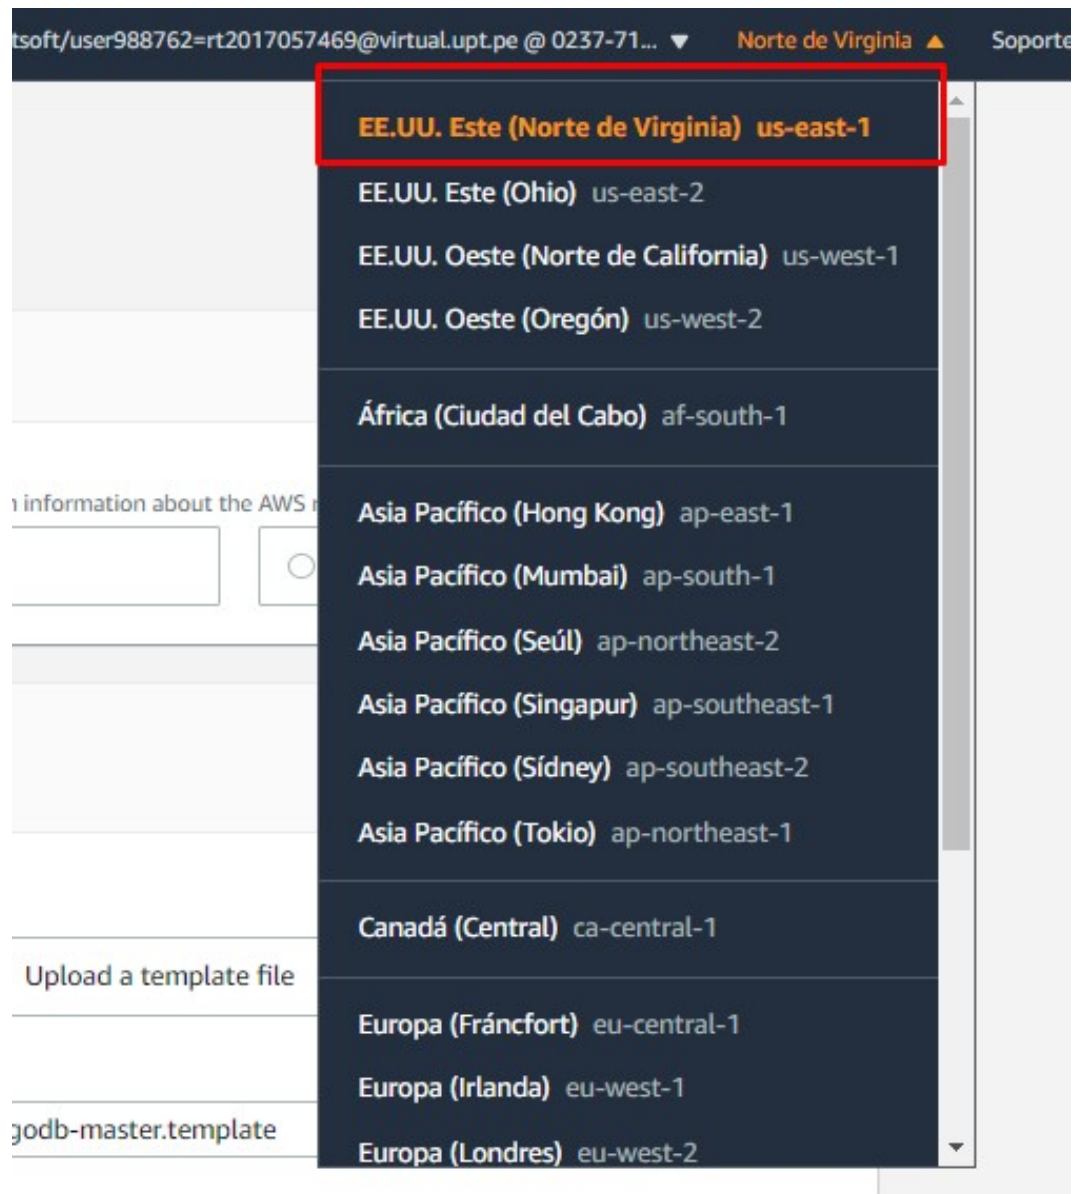 tsoft/user988762=rt2017057469@virtual.upt.pe @ 0237-71... ▼ Norte de Virginia ▲ Soporte
EE.UU. Este (Norte de Virginia) us-east-1
EE.UU. Este (Ohio) us-east-2
EE.UU. Oeste (Norte de California) us-west-1
EE.UU. Oeste (Oregón) us-west-2
África (Ciudad del Cabo) af-south-1
information about the AWS
Asia Pacífico (Hong Kong) ap-east-1
Asia Pacífico (Mumbai) ap-south-1
Asia Pacífico (Seúl) ap-northeast-2
Asia Pacífico (Singapur) ap-southeast-1
Asia Pacífico (Sídney) ap-southeast-2
Asia Pacífico (Tokio) ap-northeast-1
Canadá (Central) ca-central-1
Upload a template file
Europa (Fráncfort) eu-central-1
Europa (Irlanda) eu-west-1
godb-master.template
Europa (Londres) eu-west-2